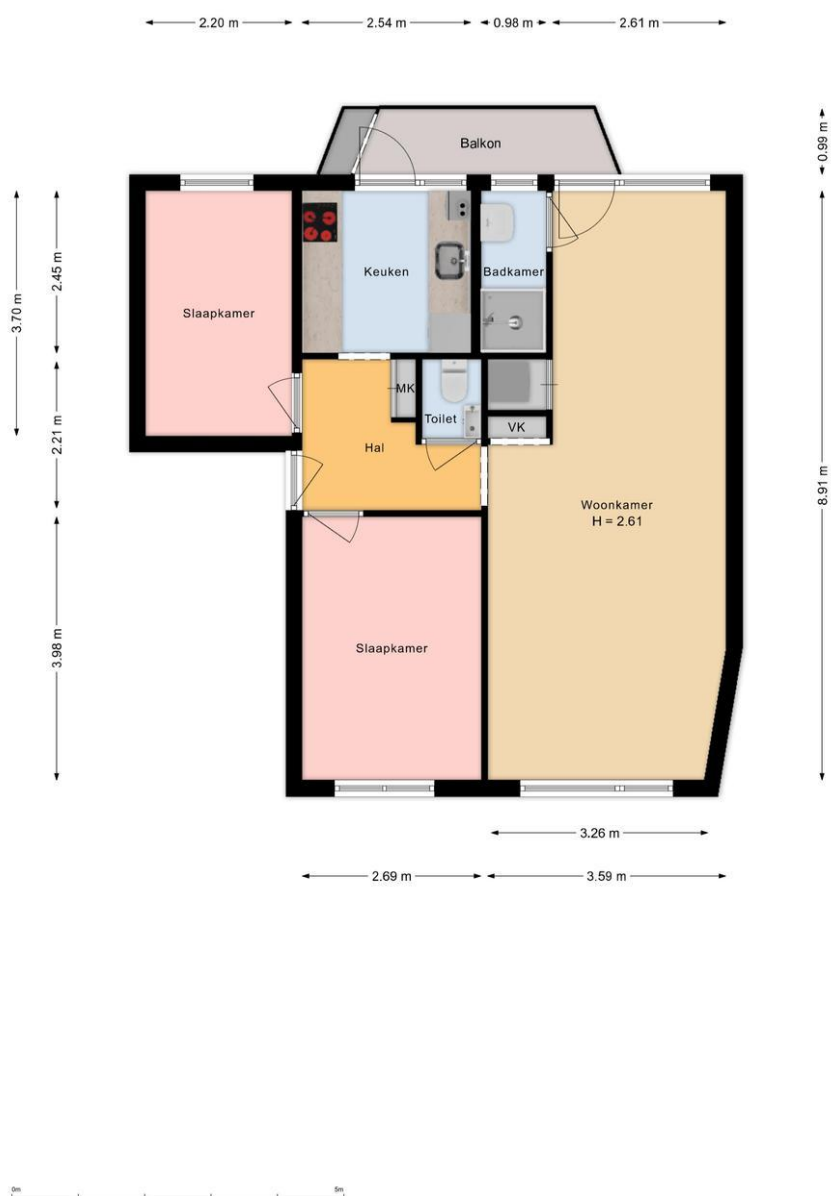 2.20 m
2.54 m
0.98 m
2.61 m
Balkon
0.99 m
Slaapkamer
Keuken
Badkamer
3.70 m
2.45 m
2.21 m
3.98 m
8.91 m
MK
Toilet
VK
Hal
Woonkamer
H = 2.61
Slaapkamer
3.26 m
2.69 m
3.59 m
0m
5m